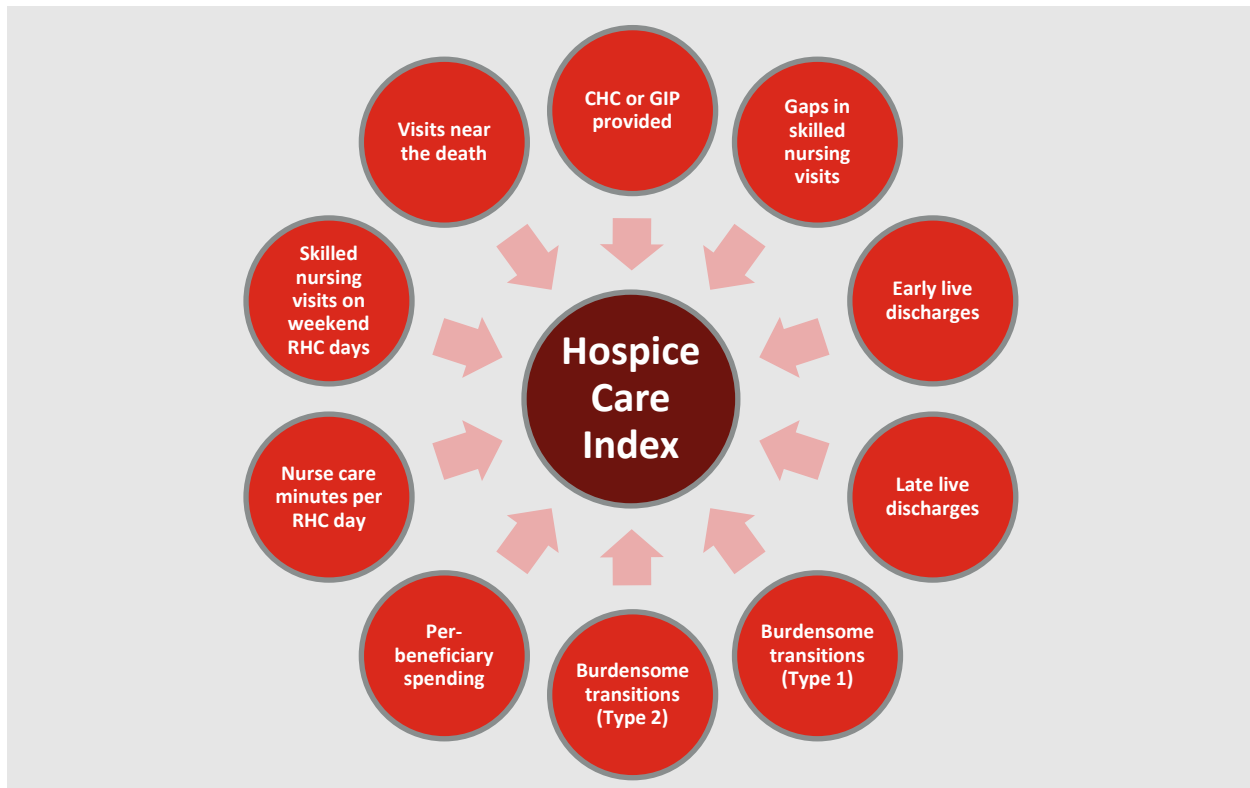 CHC or GIP
provided
Gaps in
skilled
nursing
visits
Early live
discharges
Late live
discharges
Burdensome
transitions
(Type 1)
Burdensome
transitions
(Type 2)
Per-
beneficiary
spending
Nurse care
minutes per
RHC day
Skilled
nursing
visits on
weekend
RHC days
Visits near
the death
Hospice
Care
Index